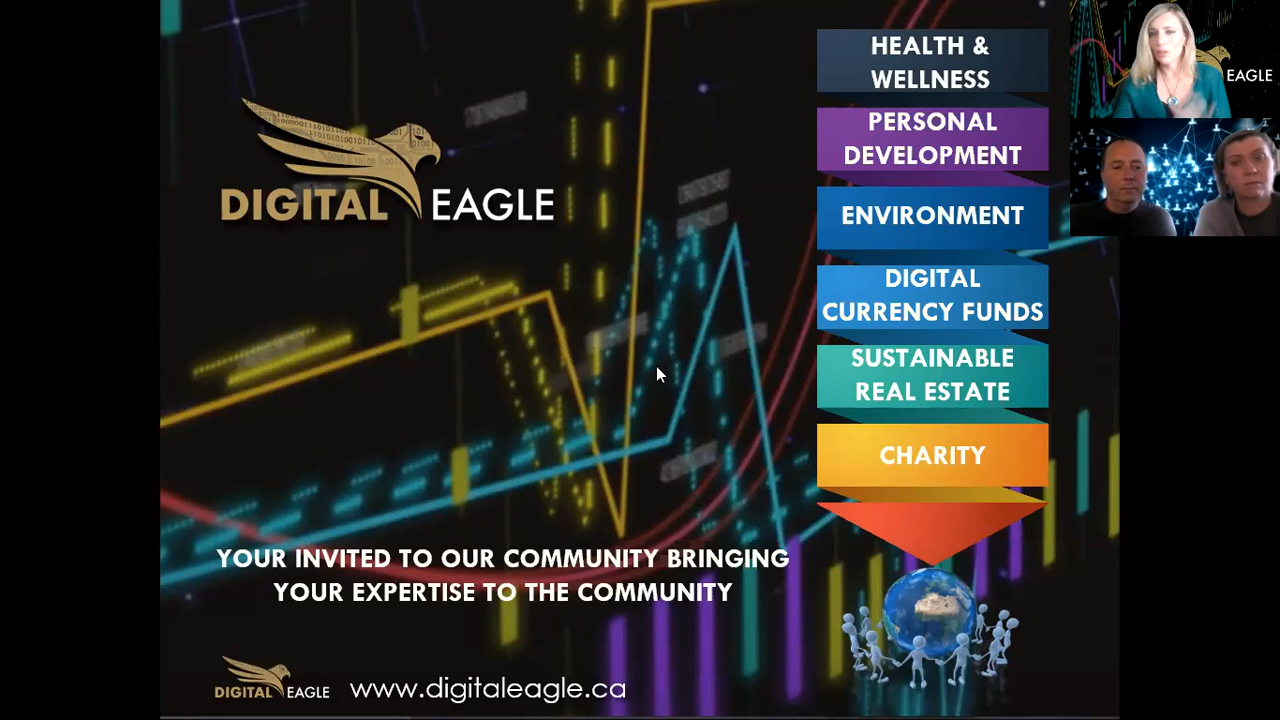 DIGITAL EAGLE
HEALTH &
WELLNESS
PERSONAL
DEVELOPMENT
ENVIRONMENT
DIGITAL
CURRENCY FUNDS
SUSTAINABLE
REAL ESTATE
CHARITY
YOUR INVITED TO OUR COMMUNITY BRINGING
YOUR EXPERTISE TO THE COMMUNITY
DIGITAL EAGLE www.digitaleagle.ca
EAGLE